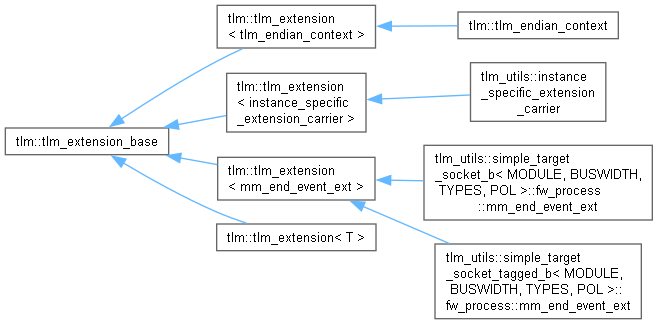 tlm::tlm_extension
< tlm_endian_context >
tlm::tlm_endian_context
tlm::tlm_extension
< instance_specific
_extension_carrier >
tlm_utils::instance
_specific_extension
_carrier
tlm::tlm_extension_base
tlm::tlm_extension
< mm_end_event_ext >
tlm_utils::simple_target
_socket_b< MODULE, BUSWIDTH,
TYPES, POL >::fw_process
::mm_end_event_ext
tlm::tlm_extension< T >
tlm_utils::simple_target
_socket_tagged_b< MODULE,
BUSWIDTH, TYPES, POL >::
fw_process::mm_end_event_ext